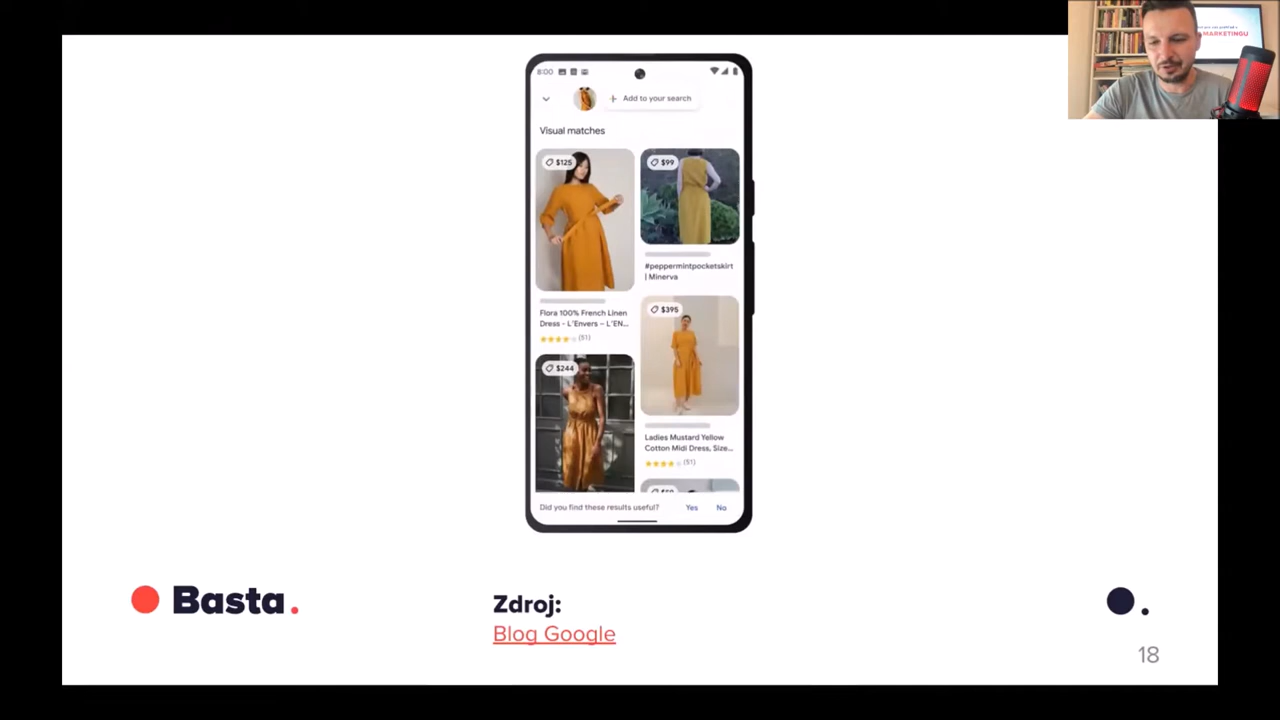 MARKETINGU
8:00
Add to your search
Visual matches
$125
$99
#peppermintpocketskirt
| Minerva
Flora 100% French Linen
Dress - L'Envers – L'EN...
(51)
$395
$244
Ladies Mustard Yellow
Cotton Midi Dress, Size...
(51)
Did you find these results useful?
Yes
No
Basta.
Zdroj:
Blog Google
18